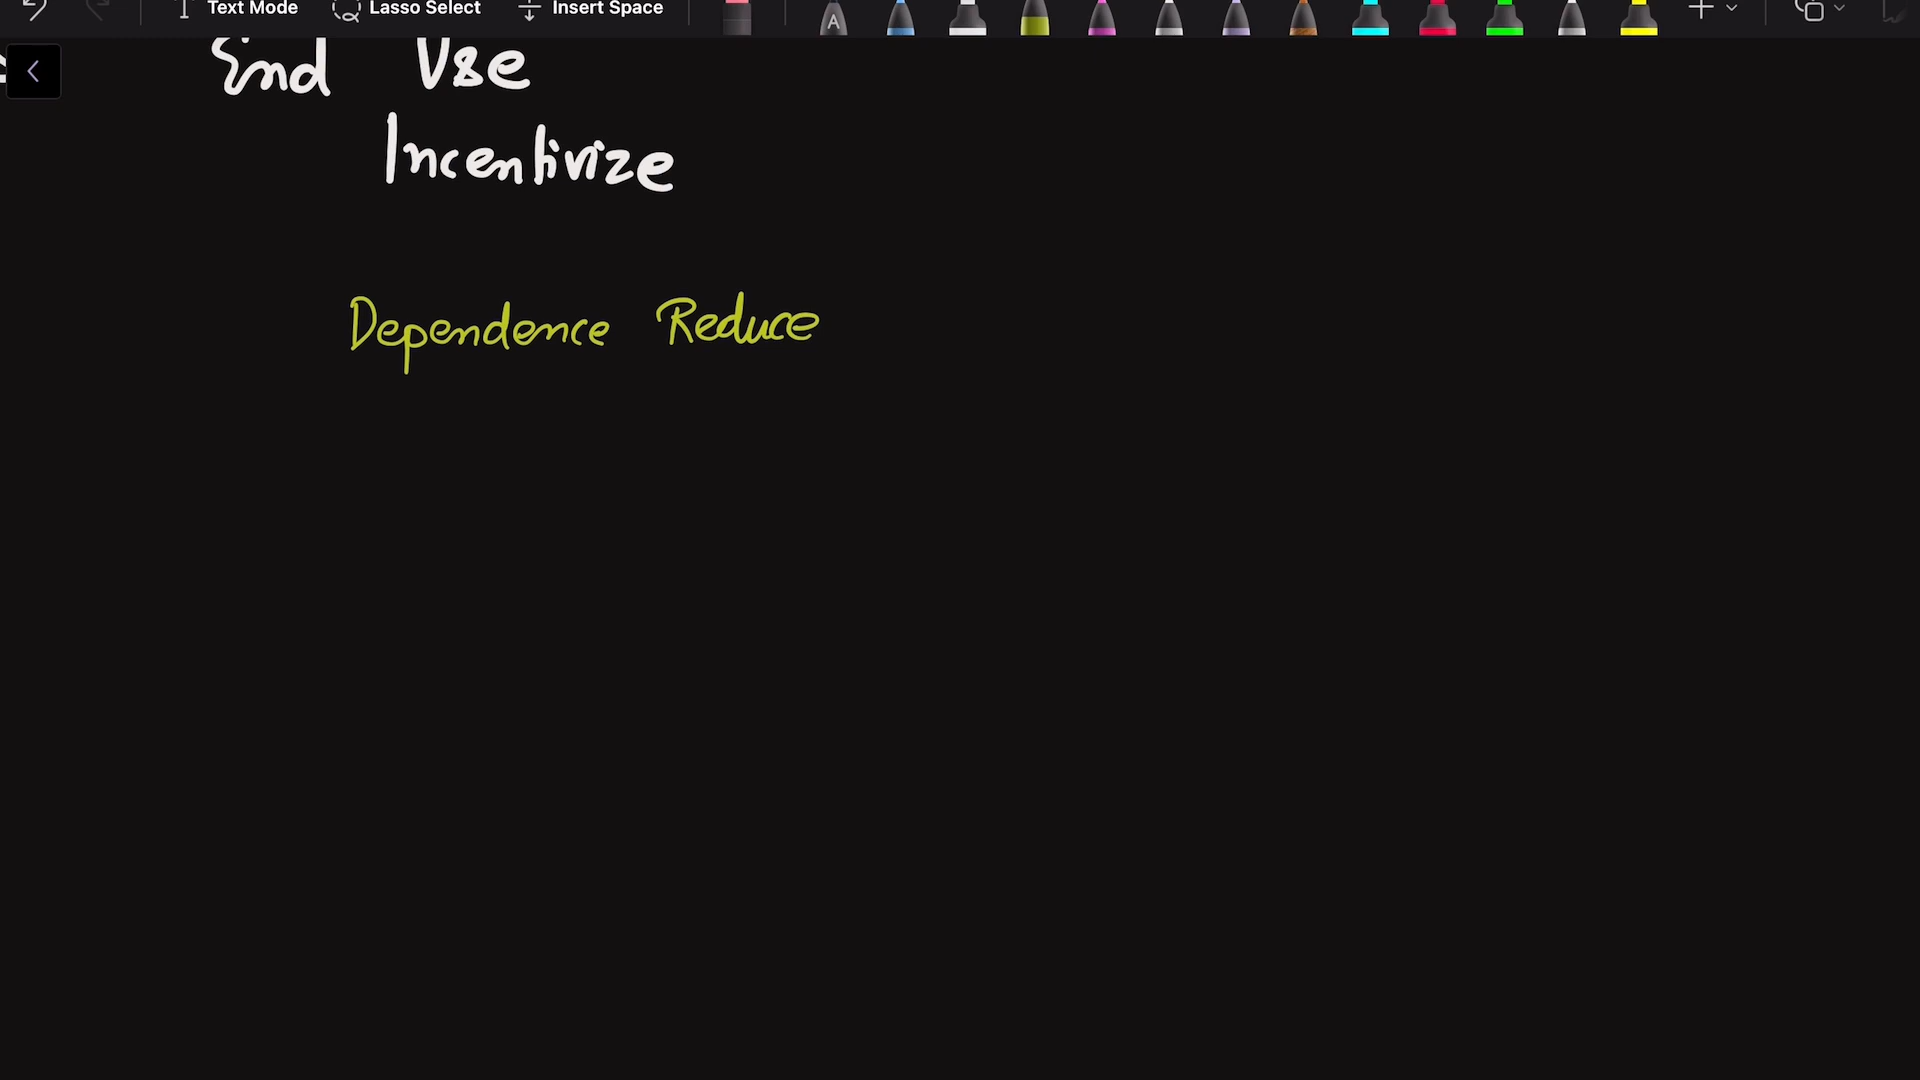 Text Mode Lasso Select Insert Space A
End Use
Incentivize
Dependence Reduce